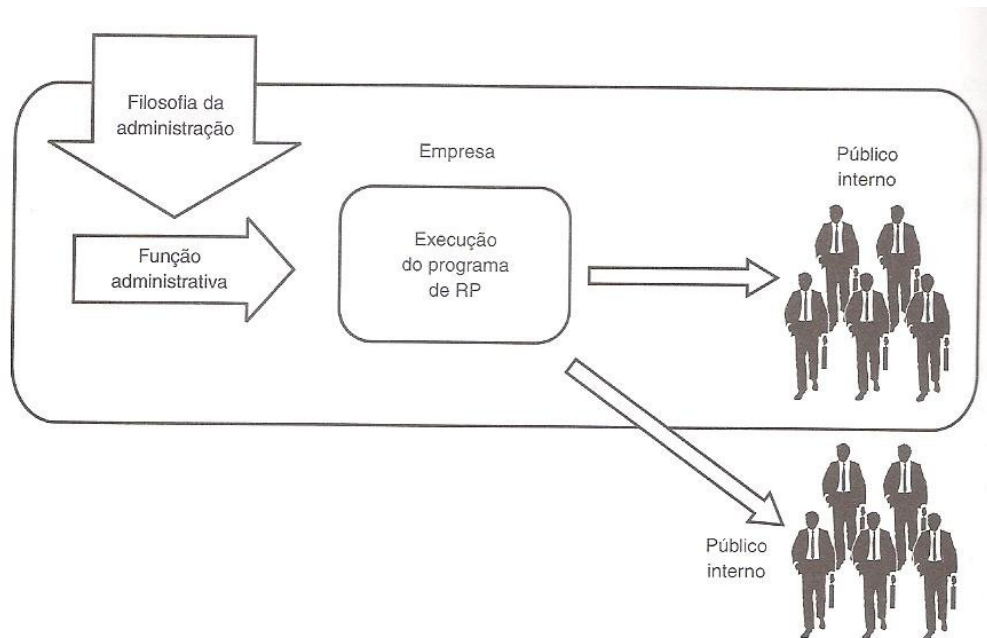 Filosofia da
administração
Empresa
Público
interno
Função
administrativa
Execução
do programa
de RP
Público
interno